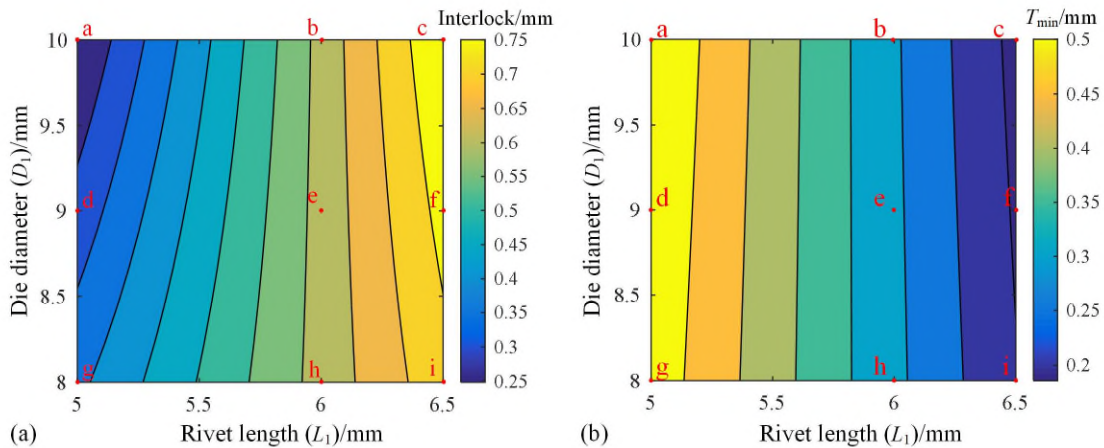 Interlock/mm
10
a
b
c
0.75
0.7
9.5
0.65
0.6
0.55
9
d
e
f
0.5
0.45
8.5
0.4
0.35
0.3
8
g
h
i
0.25
5
5.5
6
6.5
Die diameter (D1)/mm
Rivet length (L1)/mm
(a)
Tmin/mm
10
a
b
c
0.5
0.45
9.5
0.4
9
d
e
f
0.35
0.3
8.5
0.25
0.2
8
g
h
i
5
5.5
6
6.5
Die diameter (D1)/mm
Rivet length (L1)/mm
(b)